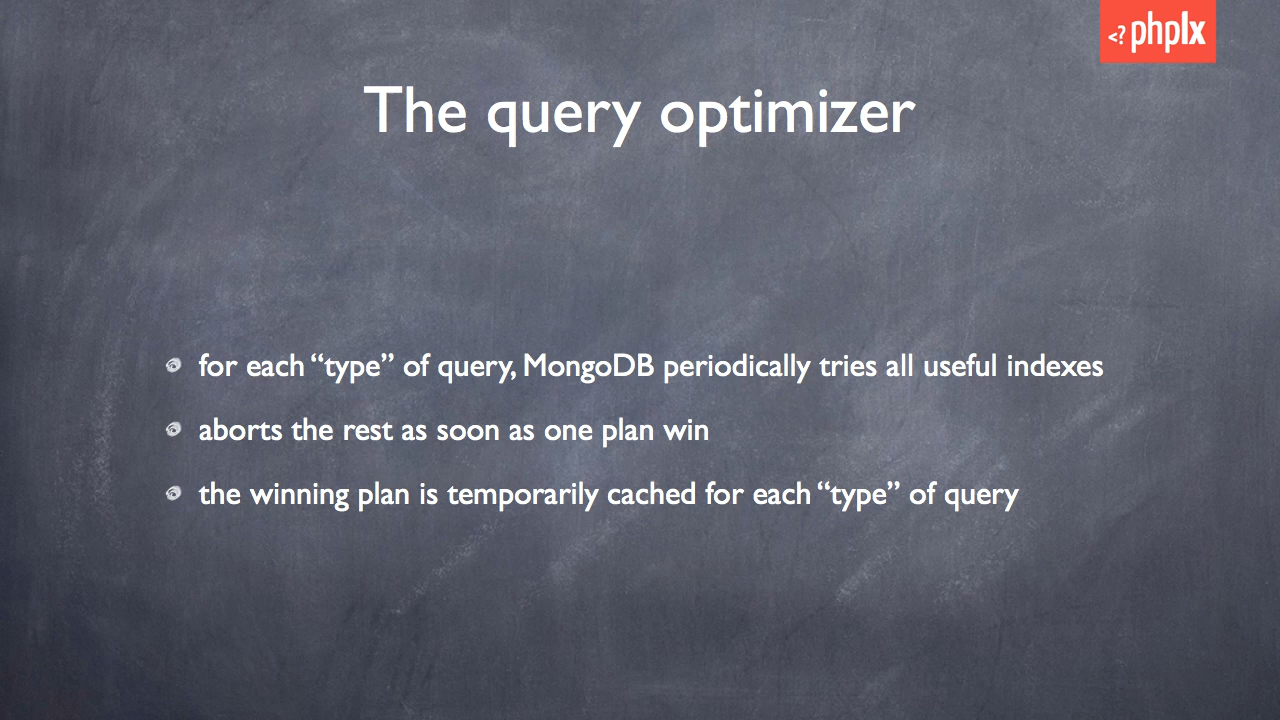 <? phplx
The query optimizer
for each “type” of query, MongoDB periodically tries all useful indexes
aborts the rest as soon as one plan win
the winning plan is temporarily cached for each “type” of query